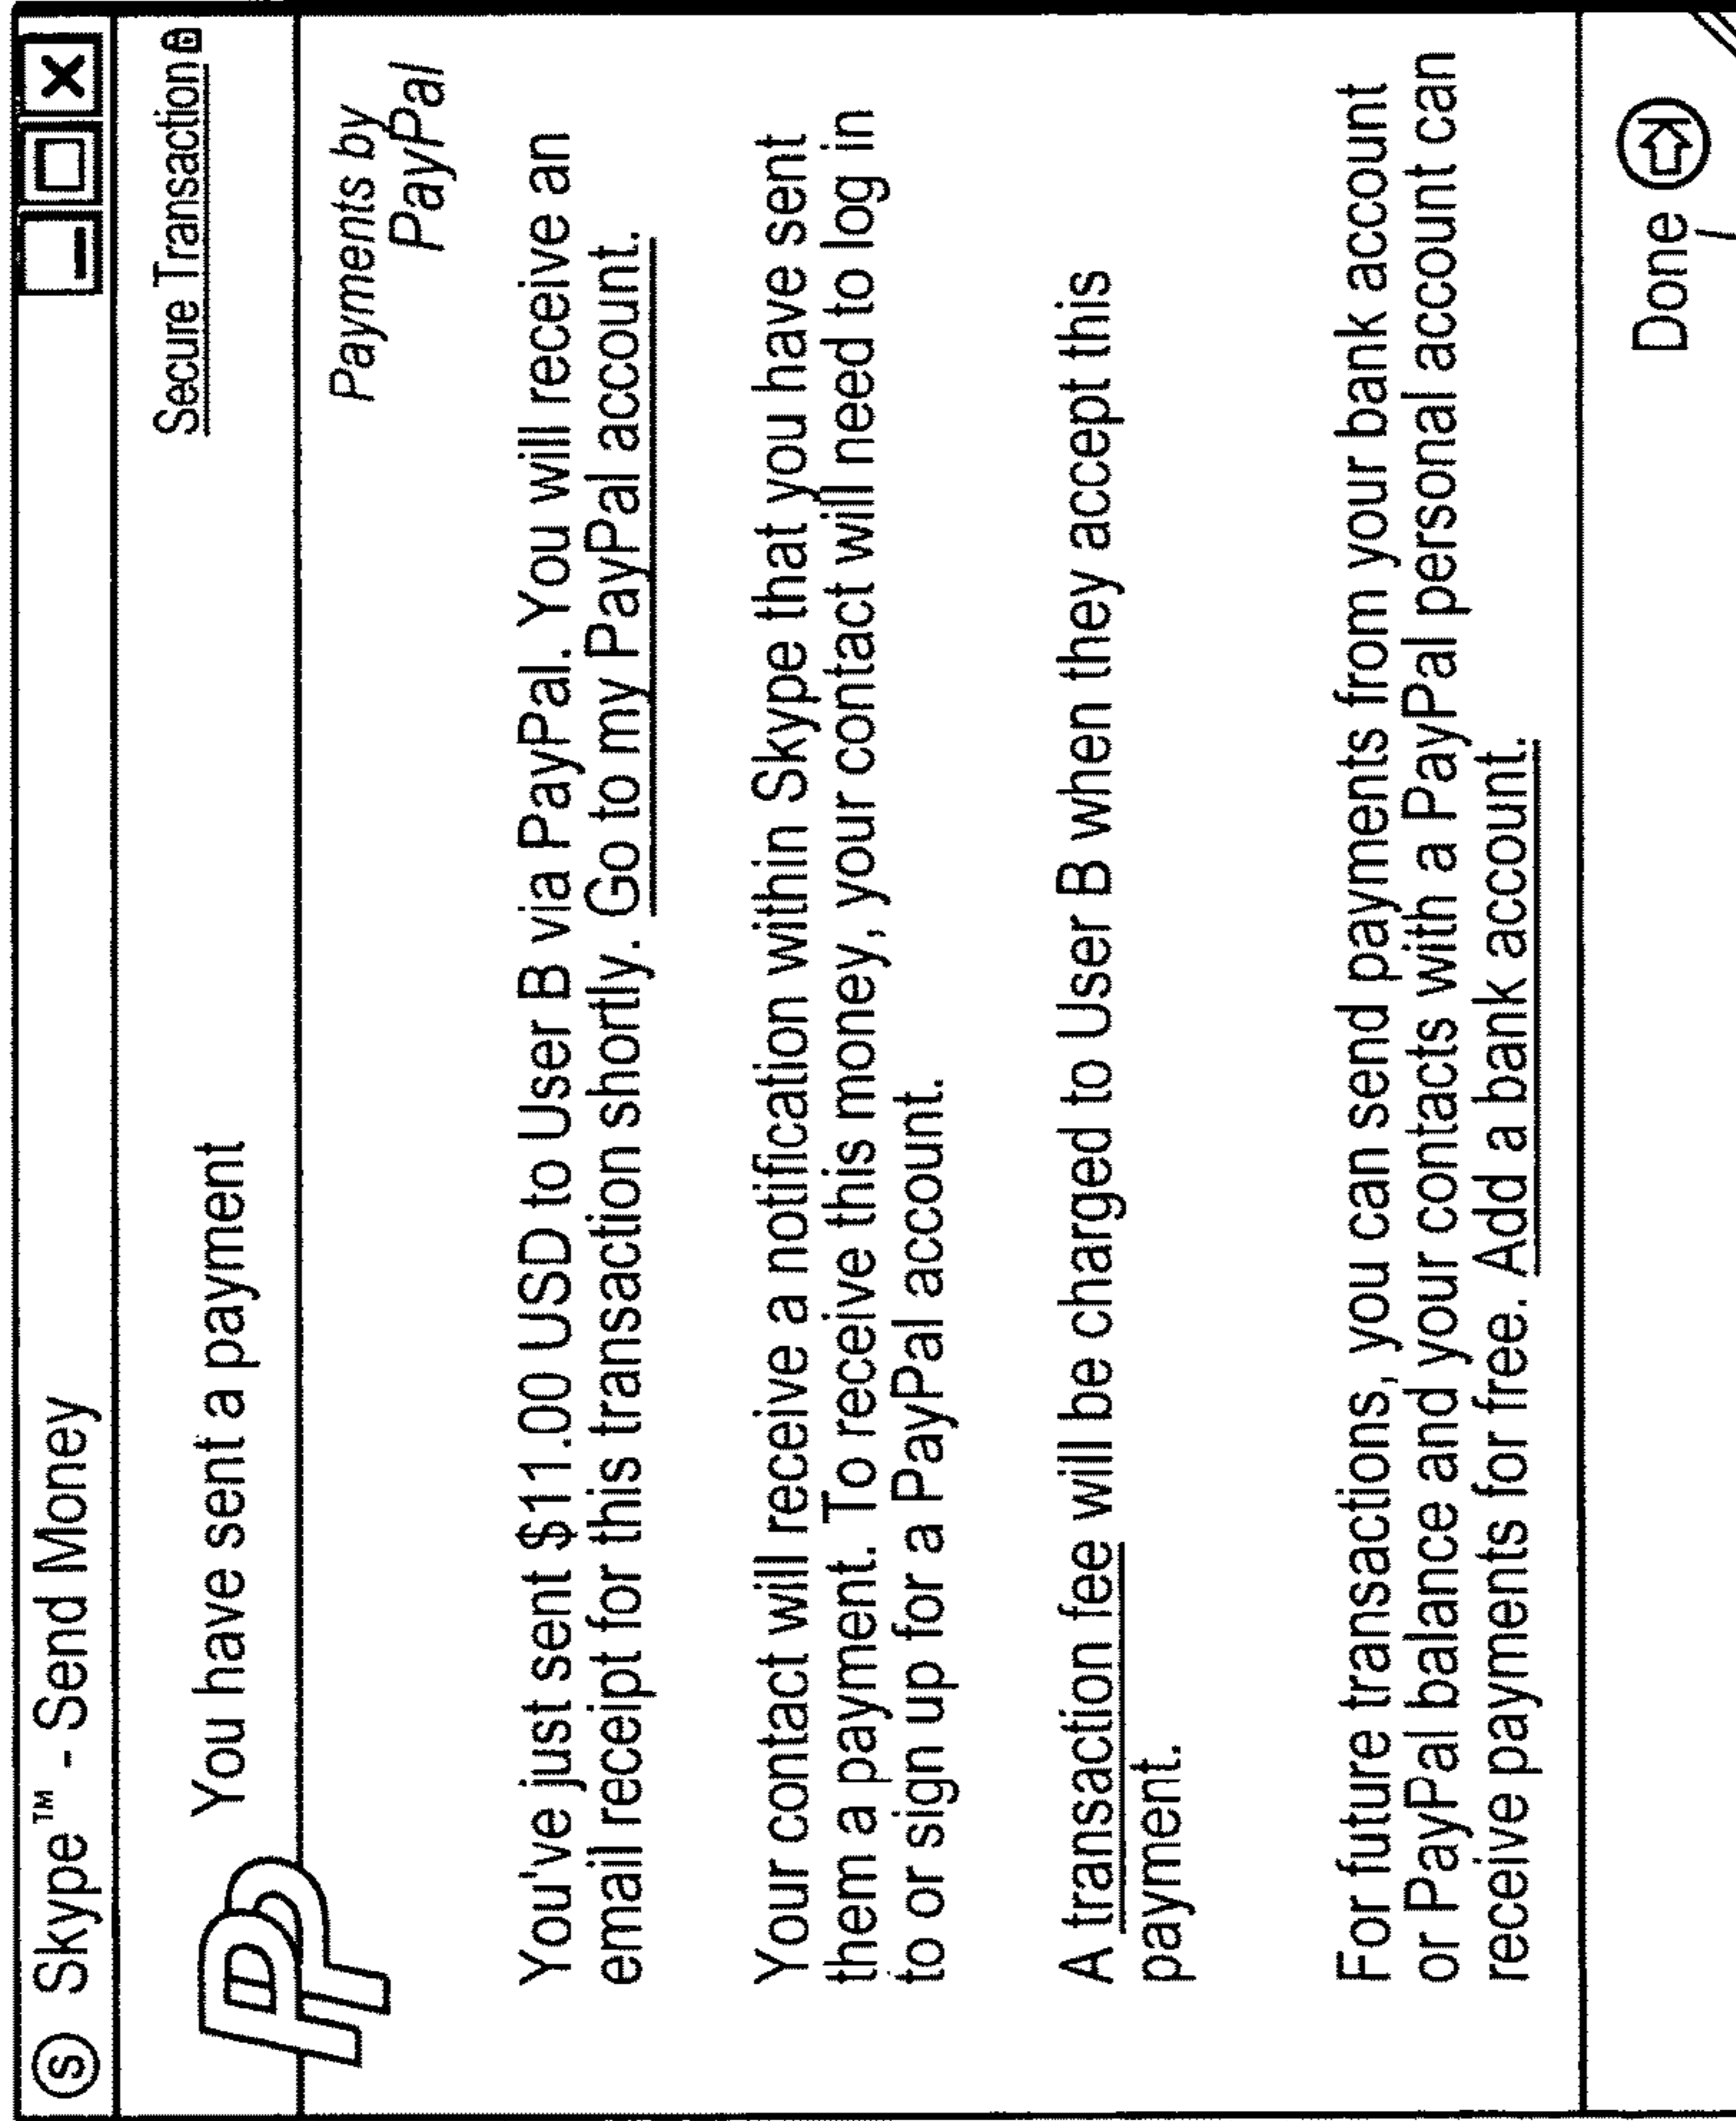 S Skype™ - Send Money
You have sent a payment
Secure Transaction
Payments by
PayPal
You've just sent $11.00 USD to User B via PayPal. You will receive an
email receipt for this transaction shortly. Go to my PayPal account.
Your contact will receive a notification within Skype that you have sent
them a payment. To receive this money, your contact will need to log in
to or sign up for a PayPal account.
A transaction fee will be charged to User B when they accept this
payment.
For future transactions, you can send payments from your bank account
or PayPal balance and your contacts with a PayPal personal account can
receive payments for free. Add a bank account.
Done